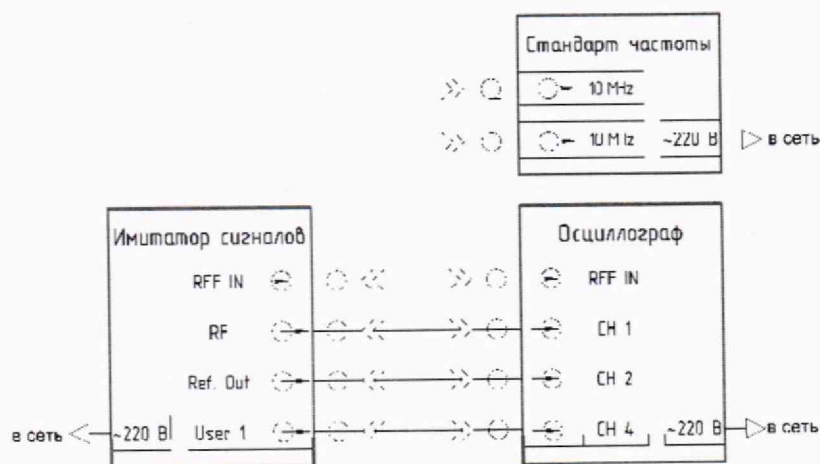 Стандарт частоты
10 MHz
10 MHz ~220 В в сеть
Имитатор сигналов
RFF IN
RF
Ref. Out
в сеть ~220 В User 1
Осциллограф
RFF IN
CH 1
CH 2
CH 4 ~220 В в сеть